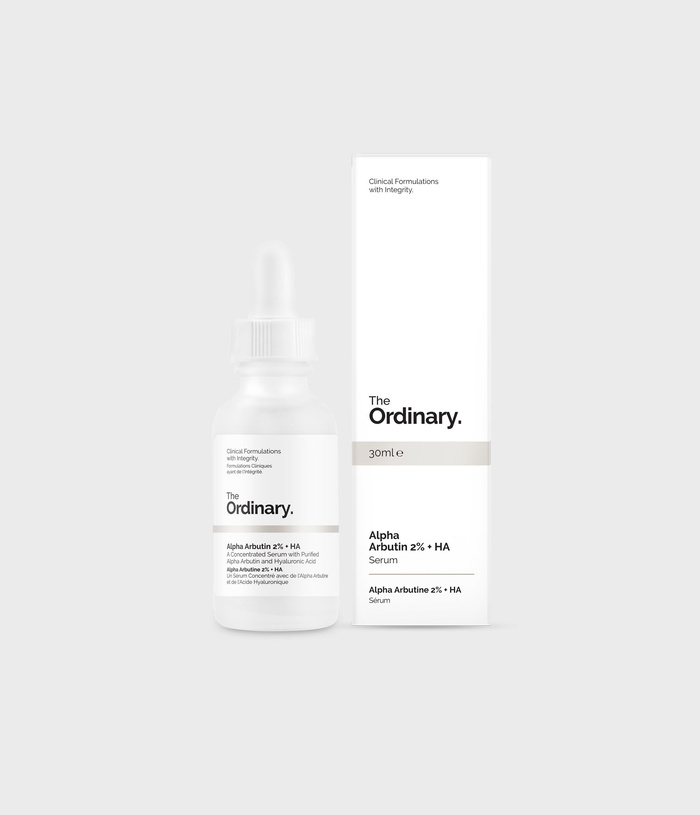 Clinical Formulations
with Integrity.
Formulations Cliniques
ayant de l'Intégrité.
The
Ordinary.
Alpha Arbutin 2% + HA
A Concentrated Serum with Purified
Alpha Arbutin and Hyaluronic Acid
Alpha Arbutine 2% + HA
Un Sérum Concentré avec de l'Alpha Arbutine
et de l'Acide Hyaluronique
Clinical Formulations
with Integrity.
The
Ordinary.
30ml ℮
Alpha
Arbutin 2% + HA
Serum
Alpha Arbutine 2% + HA
Sérum